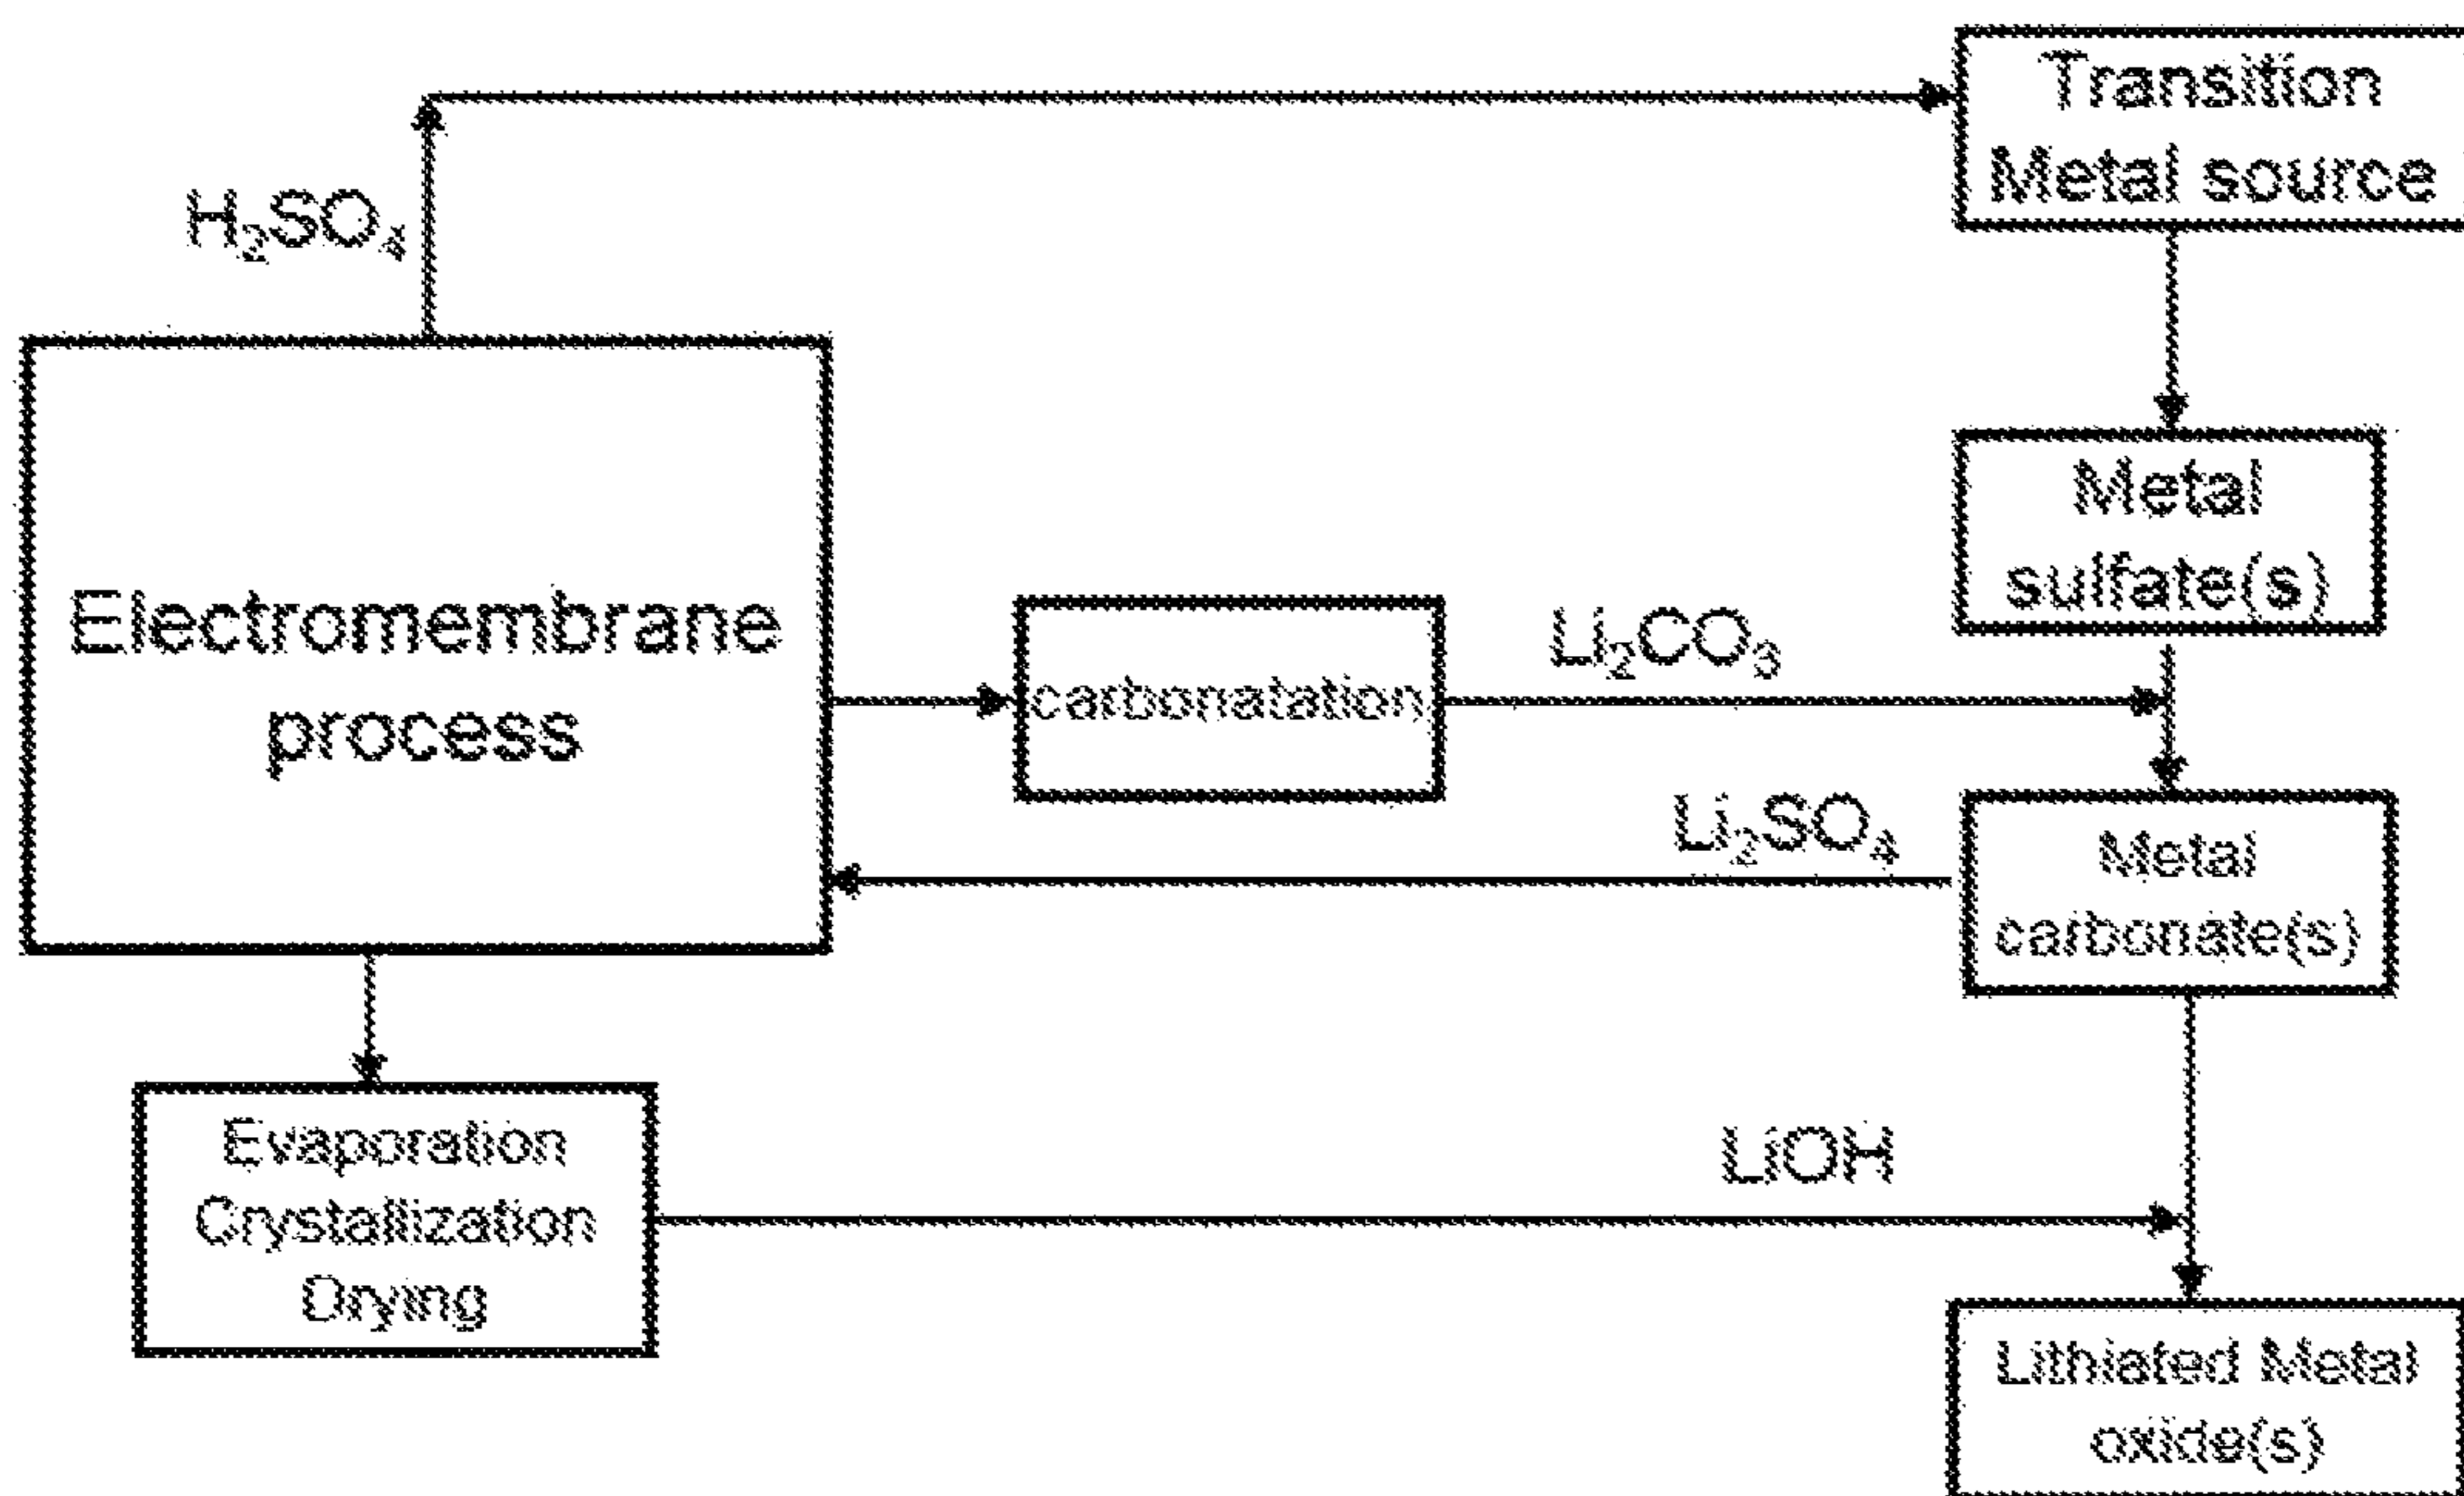 Transition
Metal source
H₂SO₄
Metal
sulfate(s)
Electromembrane
process
carbonatation
Li₂CO₃
Li₂SO₄
Metal
carbonate(s)
Evaporation
Crystallization
Drying
LiOH
Lithiated Metal
oxide(s)